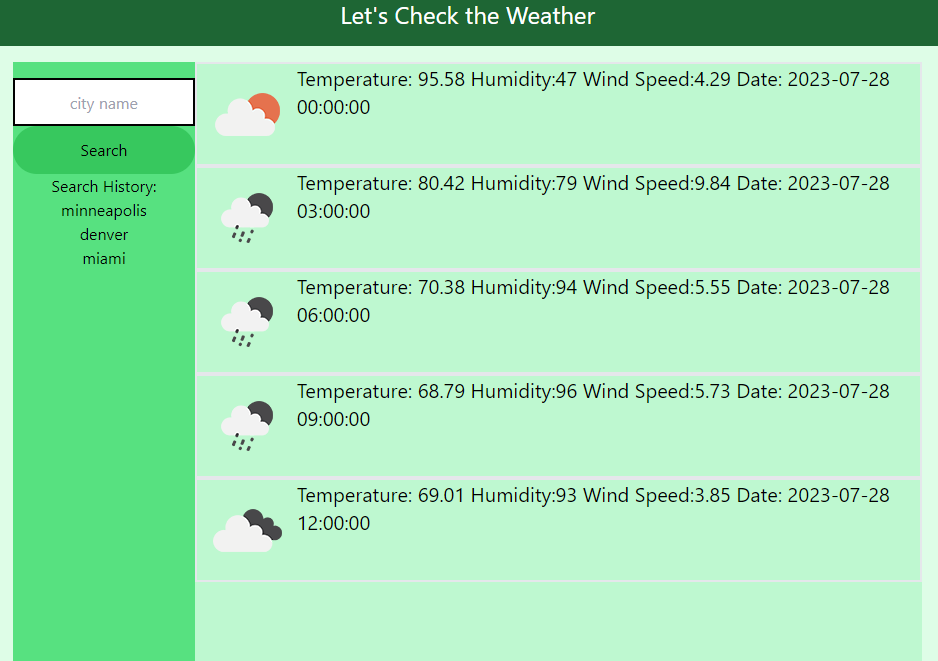 Let's Check the Weather
city name
Search
Search History:
minneapolis
denver
miami
Temperature: 95.58 Humidity:47 Wind Speed:4.29 Date: 2023-07-28
00:00:00
Temperature: 80.42 Humidity:79 Wind Speed:9.84 Date: 2023-07-28
03:00:00
Temperature: 70.38 Humidity:94 Wind Speed:5.55 Date: 2023-07-28
06:00:00
Temperature: 68.79 Humidity:96 Wind Speed:5.73 Date: 2023-07-28
09:00:00
Temperature: 69.01 Humidity:93 Wind Speed:3.85 Date: 2023-07-28
12:00:00